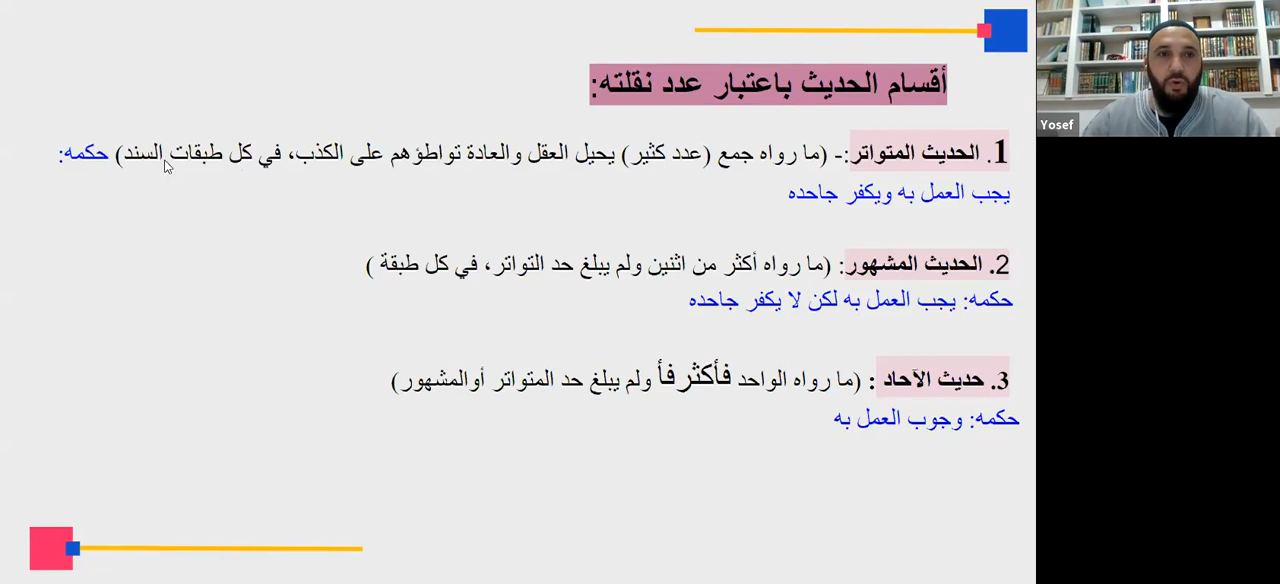 أقسام الحديث باعتبار عدد نقلته:
1. الحديث المتواتر:- (ما رواه جمع (عدد كثير) يحيل العقل والعادة تواطؤهم على الكذب، في كل طبقات السند) حكمه:
يجب العمل به ويكفر جاحده
2. الحديث المشهور: (ما رواه أكثر من اثنين ولم يبلغ حد التواتر، في كل طبقة )
حكمه: يجب العمل به لكن لا يكفر جاحده
3. حديث الآحاد : (ما رواه الواحد فأكثرفأ ولم يبلغ حد المتواتر أوالمشهور)
حكمه: وجوب العمل به
Yosef